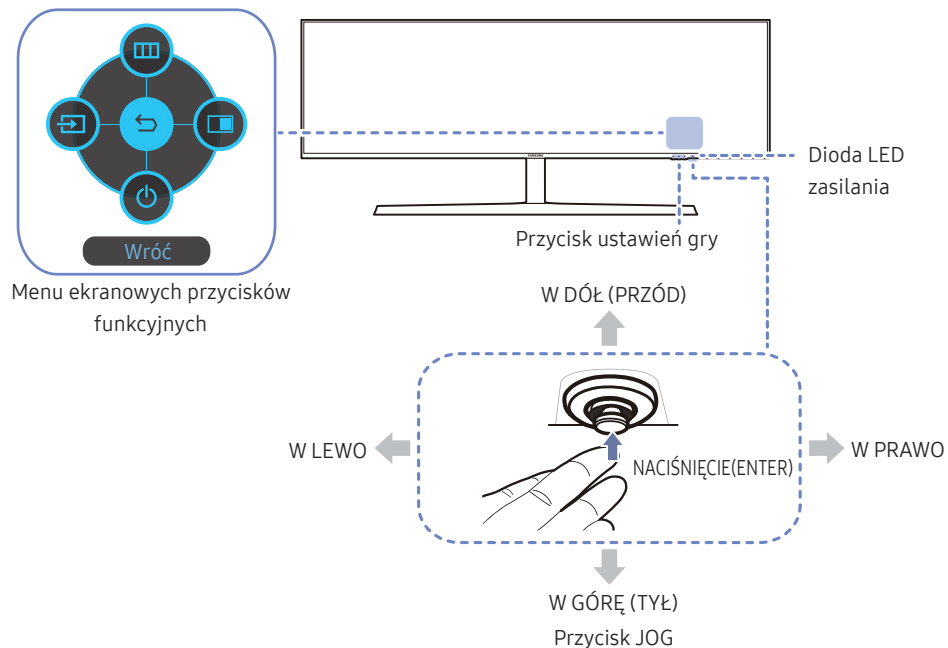 SAMSUNG
Dioda LED
zasilania
Przycisk ustawień gry
Wróć
Menu ekranowych przycisków
funkcyjnych
W DÓŁ (PRZÓD)
W LEWO
NACIŚNIĘCIE(ENTER)
W PRAWO
W GÓRĘ (TYŁ)
Przycisk JOG